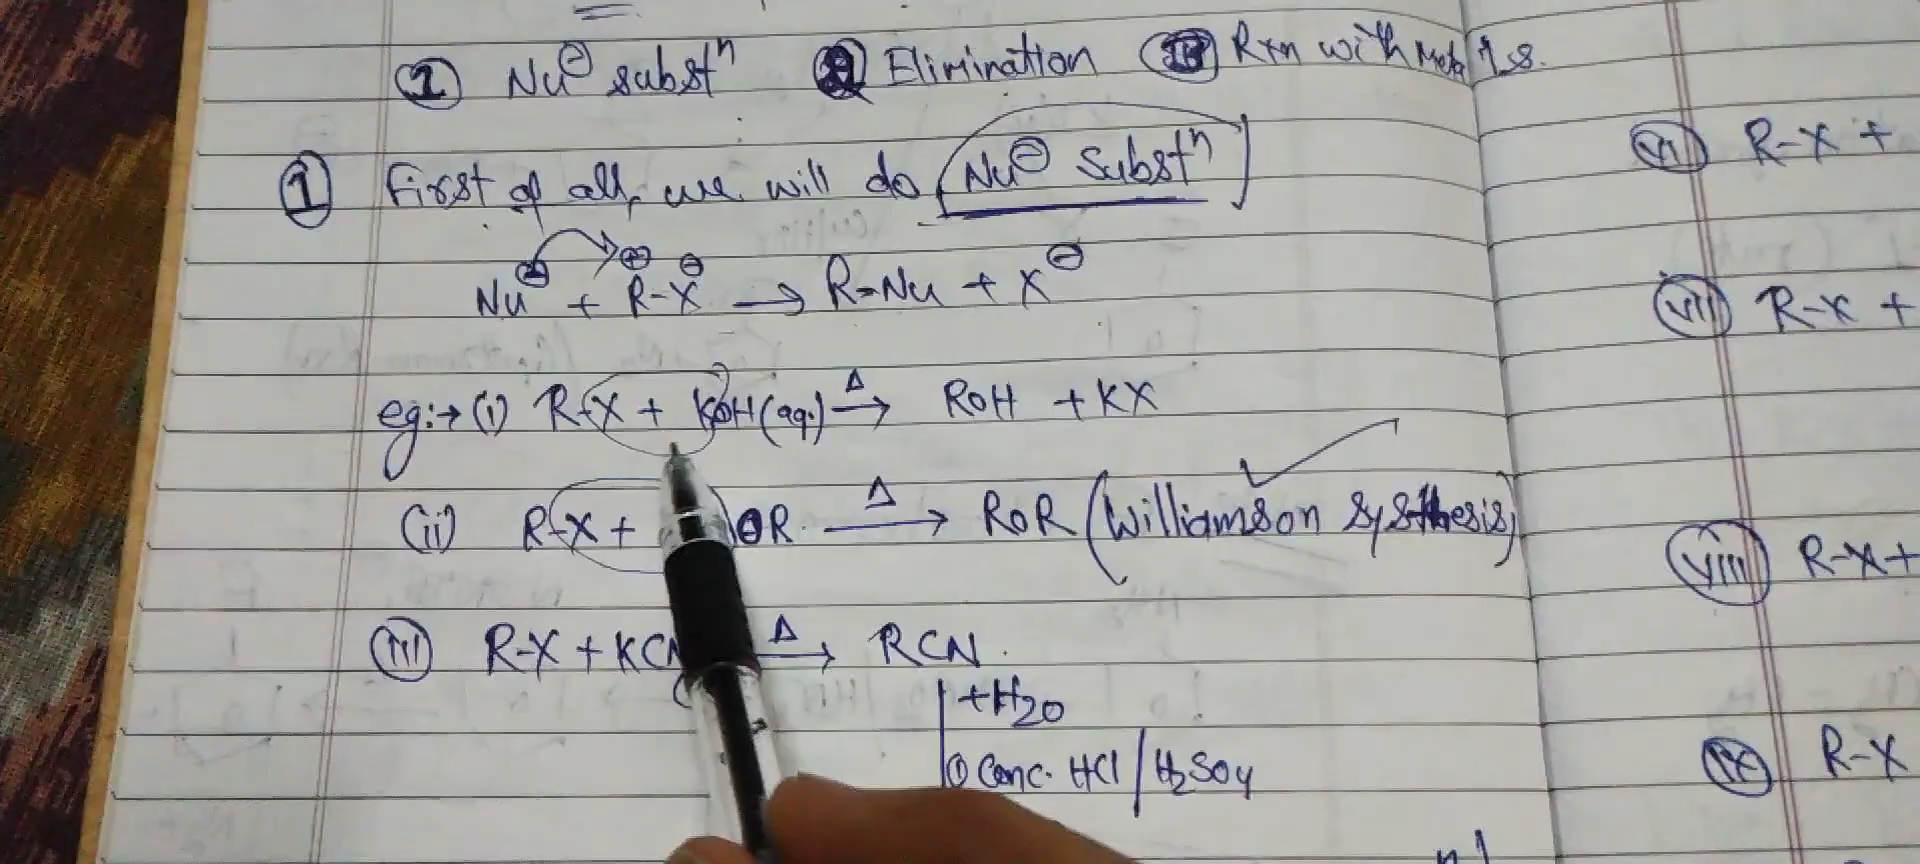 ① Nu⊖ substⁿ ② Elimination Rxn with Metals.
① First of all, we will do (Nu⊖ Substⁿ]
Nu⊖ + R-X → R-Nu + X⊖
eg:→ (i) R-X + KOH(aq.) —Δ→ ROH + KX
(ii) R-X + OR —Δ→ ROR (Williamson systhesis)
(iii) R-X + KCN —Δ→ RCN.
+H2O
① Conc. HCl / H2SO4
(vi) R-X +
(vii) R-X +
(viii) R-X +
(ix) R-X